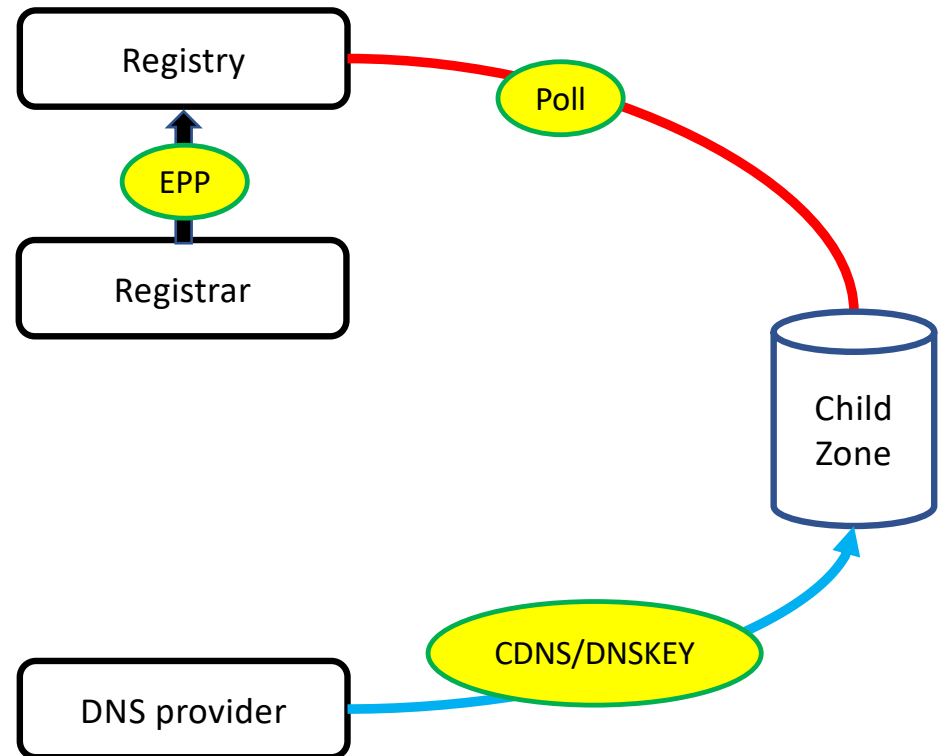 Registry
Poll
EPP
Registrar
Child
Zone
CDNS/DNSKEY
DNS provider